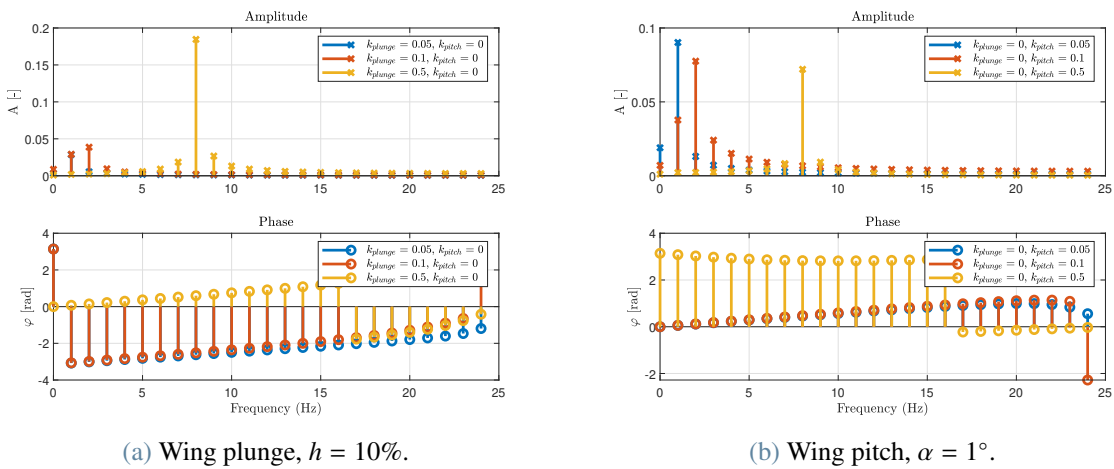 Amplitude
0.2
0.15
0.1
0.05
0
A [-]
k_plunge = 0.05, k_pitch = 0
k_plunge = 0.1, k_pitch = 0
k_plunge = 0.5, k_pitch = 0
0 5 10 15 20 25
Phase
4
2
0
-2
-4
φ [rad]
k_plunge = 0.05, k_pitch = 0
k_plunge = 0.1, k_pitch = 0
k_plunge = 0.5, k_pitch = 0
0 5 10 15 20 25
Frequency (Hz)
(a) Wing plunge, h = 10%.
Amplitude
0.1
0.05
0
A [-]
k_plunge = 0, k_pitch = 0.05
k_plunge = 0, k_pitch = 0.1
k_plunge = 0, k_pitch = 0.5
0 5 10 15 20 25
Phase
4
2
0
-2
φ [rad]
k_plunge = 0, k_pitch = 0.05
k_plunge = 0, k_pitch = 0.1
k_plunge = 0, k_pitch = 0.5
0 5 10 15 20 25
Frequency (Hz)
(b) Wing pitch, α = 1°.